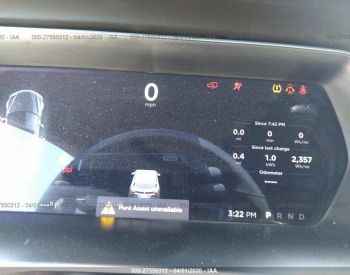 000-27550312 - 04/01/2020 - IAA
0
mph
Since 7:42 PM
0.0 0 0
mi kWh Wh/mi
Since last charge
0.4 1.0 2,357
mi kWh Wh/mi
Odometer
psi
Park Assist unavailable
3:22 PM P R N D
000-27550312 - 04/01/2020 - IAA